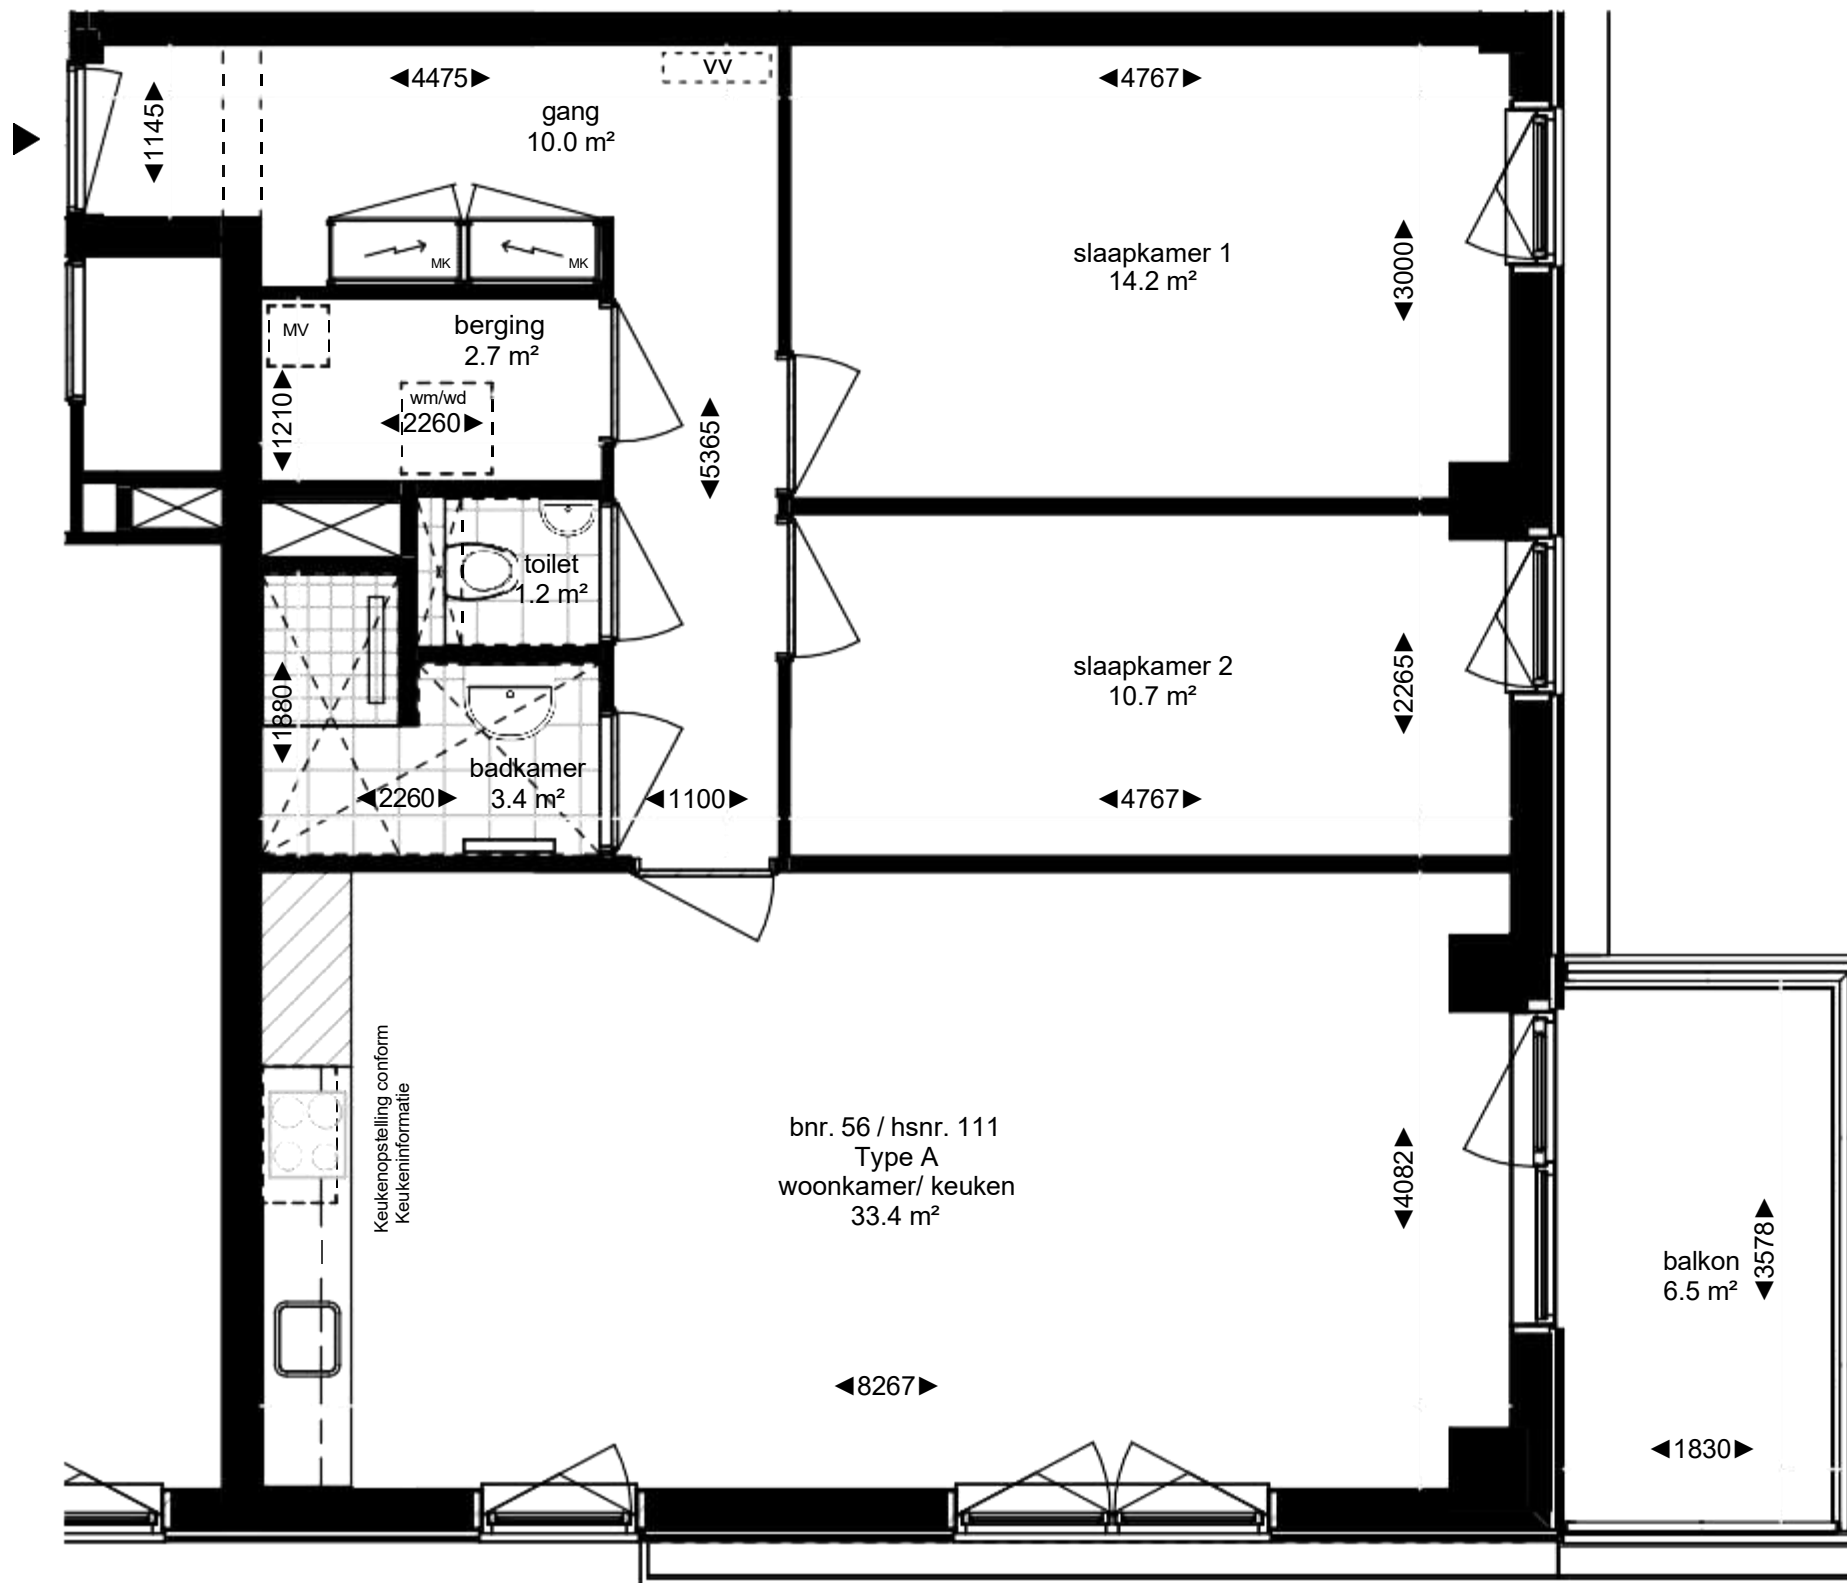 4475
VV
4767
1145
gang
10.0 m²
slaapkamer 1
14.2 m²
3000
MK
MK
MV
berging
2.7 m²
1210
wm/wd
2260
5365
toilet
1.2 m²
slaapkamer 2
10.7 m²
2265
1880
badkamer
3.4 m²
2260
1100
4767
Keukenopstelling conform
Keukeninformatie
bnr. 56 / hsnr. 111
Type A
woonkamer/ keuken
33.4 m²
4082
balkon
6.5 m²
3578
8267
1830